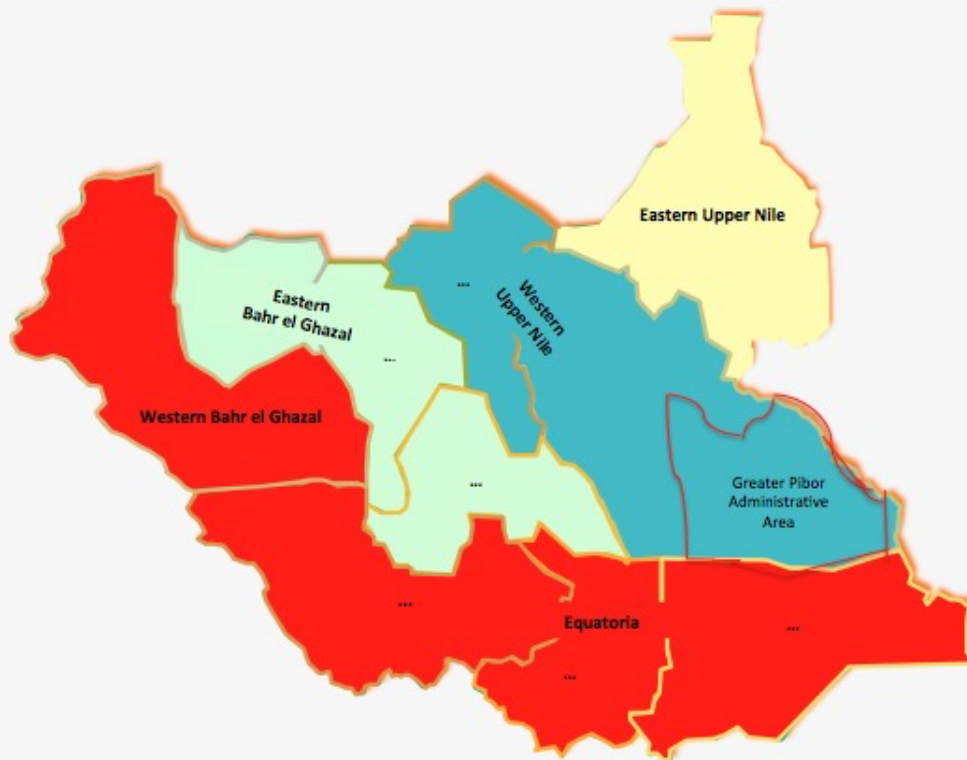 Eastern Upper Nile
...
Western
Upper Nile
Eastern
Bahr el Ghazal
...
Western Bahr el Ghazal
...
Greater Pibor
Administrative
Area
...
Equatoria
...
...